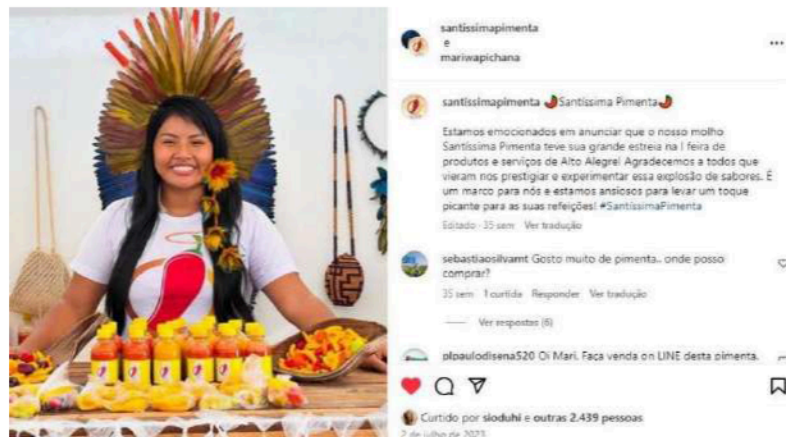 santissimapimenta
e
mariwapichana
santissimapimenta 🌶Santíssima Pimenta🌶
Estamos emocionados em anunciar que o nosso molho
Santíssima Pimenta teve sua grande estreia na I feira de
produtos e serviços de Alto Alegre! Agradecemos a todos que
vieram nos prestigiar e experimentar essa explosão de sabores. É
um marco para nós e estamos ansiosos para levar um toque
picante para as suas refeições! #SantíssimaPimenta
Editado · 35 sem Ver tradução
sebastiaosilvamt Gosto muito de pimenta.. onde posso
comprar?
35 sem 1 curtida Responder Ver tradução
Ver respostas (6)
plpaulodisena520 Oi Mari. Faça venda on LINE desta pimenta.
Curtido por sioduhi e outras 2.439 pessoas
2 de julho de 2023